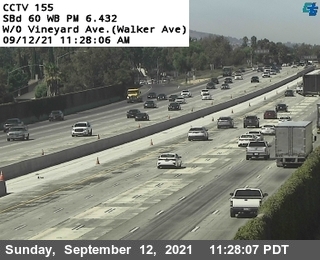 CCTV 155
SBd 60 WB PM 6.432
W/O Vineyard Ave.(Walker Ave)
09/12/21 11:28:06 AM
Sunday, September 12, 2021 11:28:07 PDT